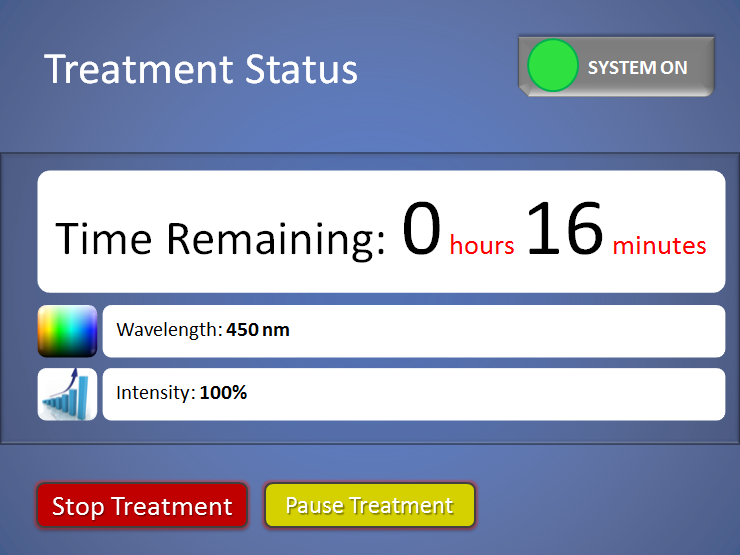 Treatment Status
SYSTEM ON
Time Remaining: 0 hours 16 minutes
Wavelength: 450 nm
Intensity: 100%
Stop Treatment
Pause Treatment